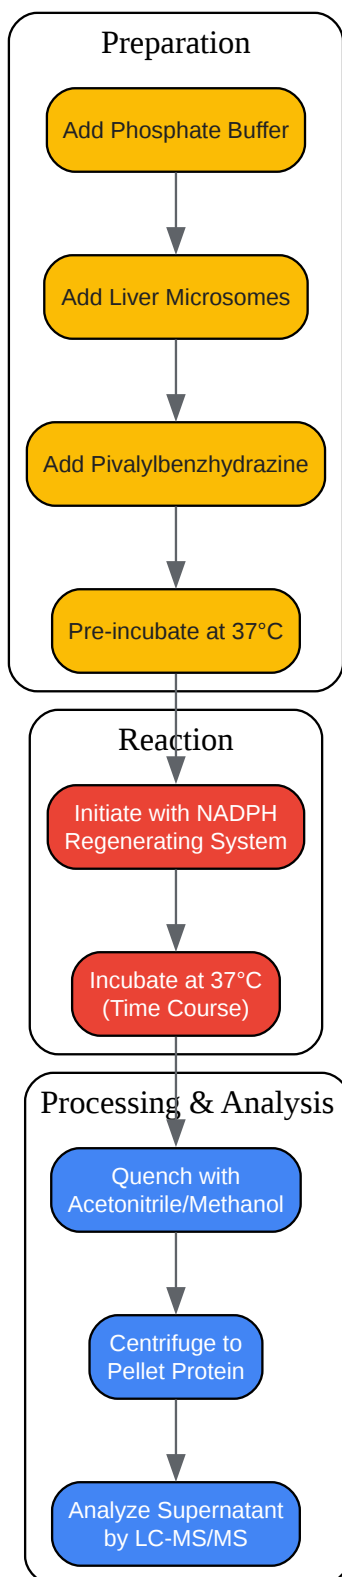 Preparation
Add Phosphate Buffer
Add Liver Microsomes
Add Pivalylbenzhydrazine
Pre-incubate at 37°C
Reaction
Initiate with NADPH
Regenerating System
Incubate at 37°C
(Time Course)
Processing & Analysis
Quench with
Acetonitrile/Methanol
Centrifuge to
Pellet Protein
Analyze Supernatant
by LC-MS/MS